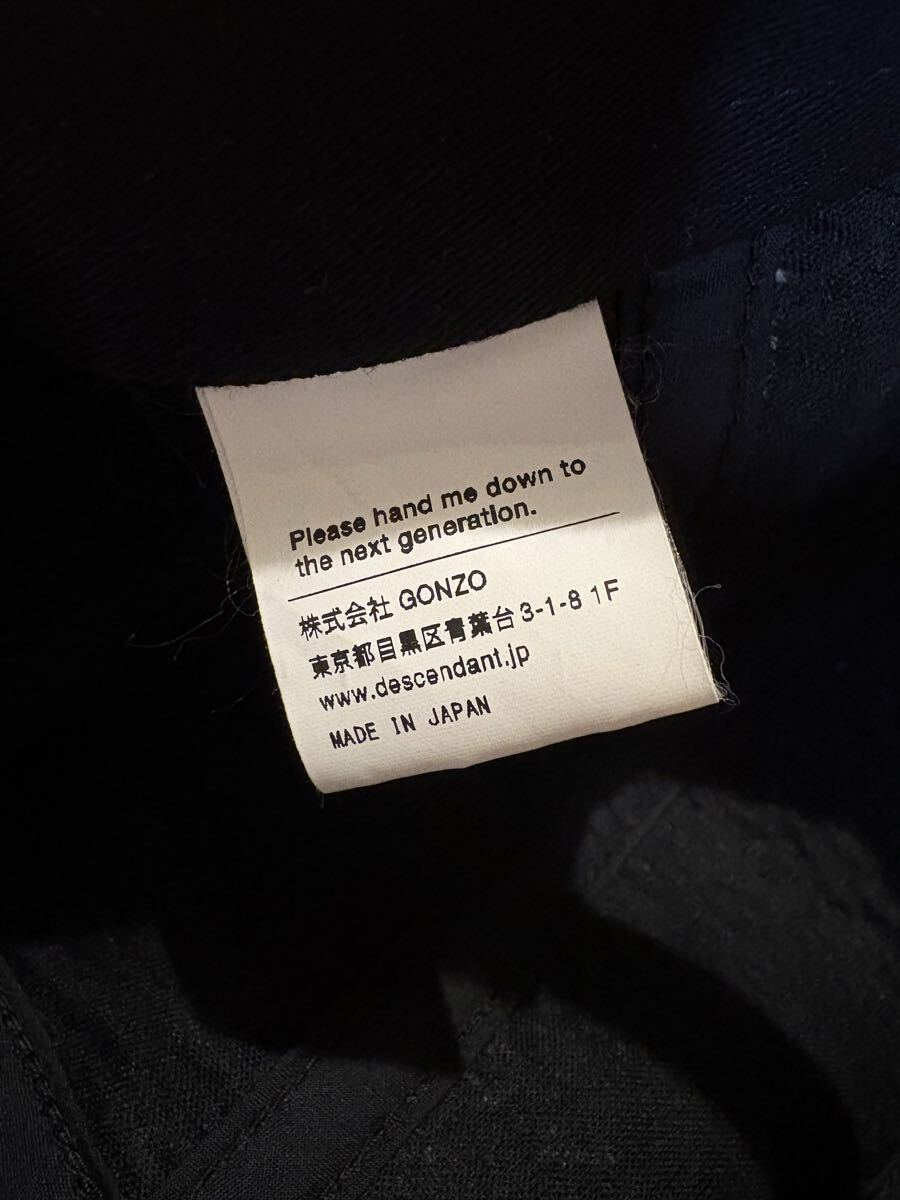 Please hand me down to
the next generation.
株式会社 GONZO
東京都目黒区青葉台3-1-8 1F
www.descendant.jp
MADE IN JAPAN